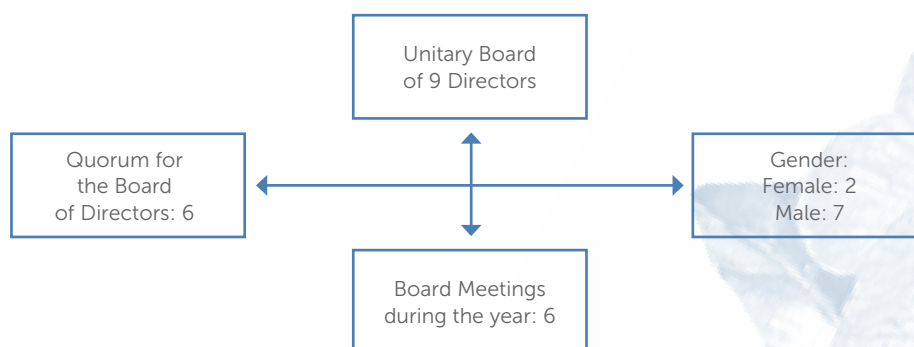 Unitary Board
of 9 Directors
Quorum for
the Board
of Directors: 6
Gender:
Female: 2
Male: 7
Board Meetings
during the year: 6